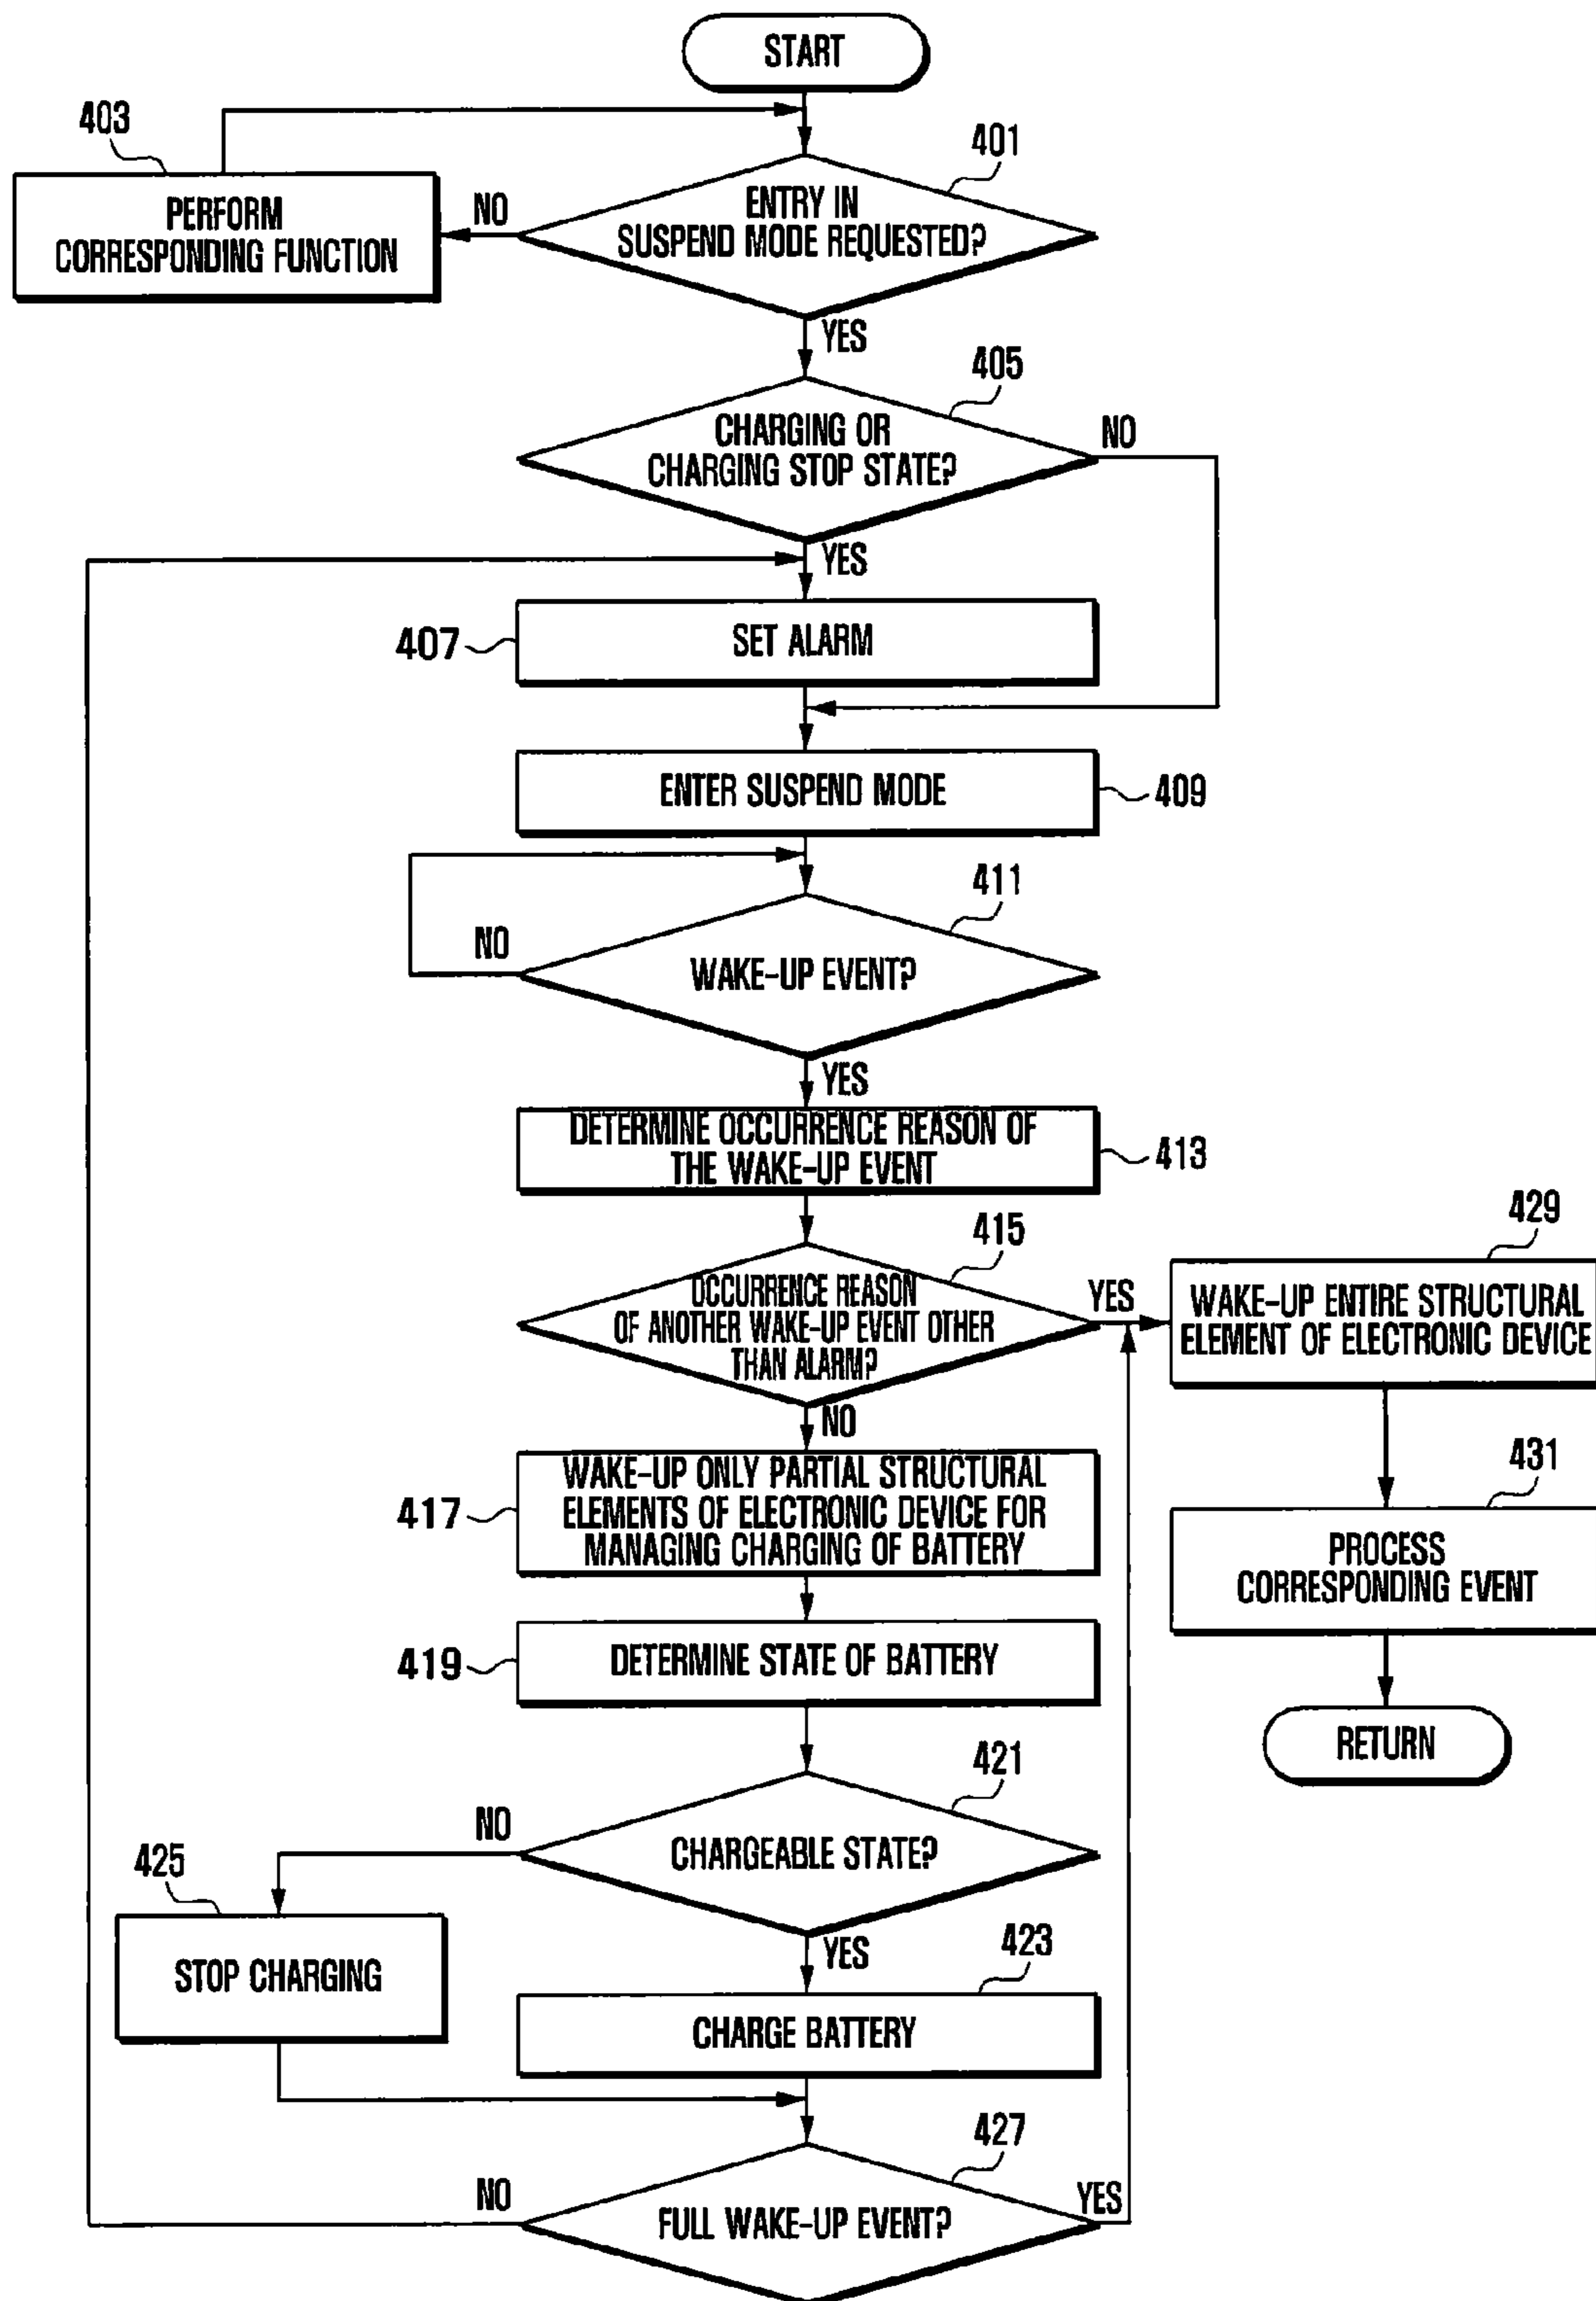 START
403
401
ENTRY IN
SUSPEND MODE REQUESTED?
NO
PERFORM
CORRESPONDING FUNCTION
YES
405
CHARGING OR
CHARGING STOP STATE?
NO
YES
407
SET ALARM
ENTER SUSPEND MODE
409
411
NO
WAKE-UP EVENT?
YES
DETERMINE OCCURRENCE REASON OF
THE WAKE-UP EVENT
413
415
OCCURRENCE REASON
OF ANOTHER WAKE-UP EVENT OTHER
THAN ALARM?
YES
429
WAKE-UP ENTIRE STRUCTURAL
ELEMENT OF ELECTRONIC DEVICE
NO
417
WAKE-UP ONLY PARTIAL STRUCTURAL
ELEMENTS OF ELECTRONIC DEVICE FOR
MANAGING CHARGING OF BATTERY
431
PROCESS
CORRESPONDING EVENT
419
DETERMINE STATE OF BATTERY
RETURN
421
NO
CHARGEABLE STATE?
425
STOP CHARGING
YES
423
CHARGE BATTERY
427
NO
FULL WAKE-UP EVENT?
YES